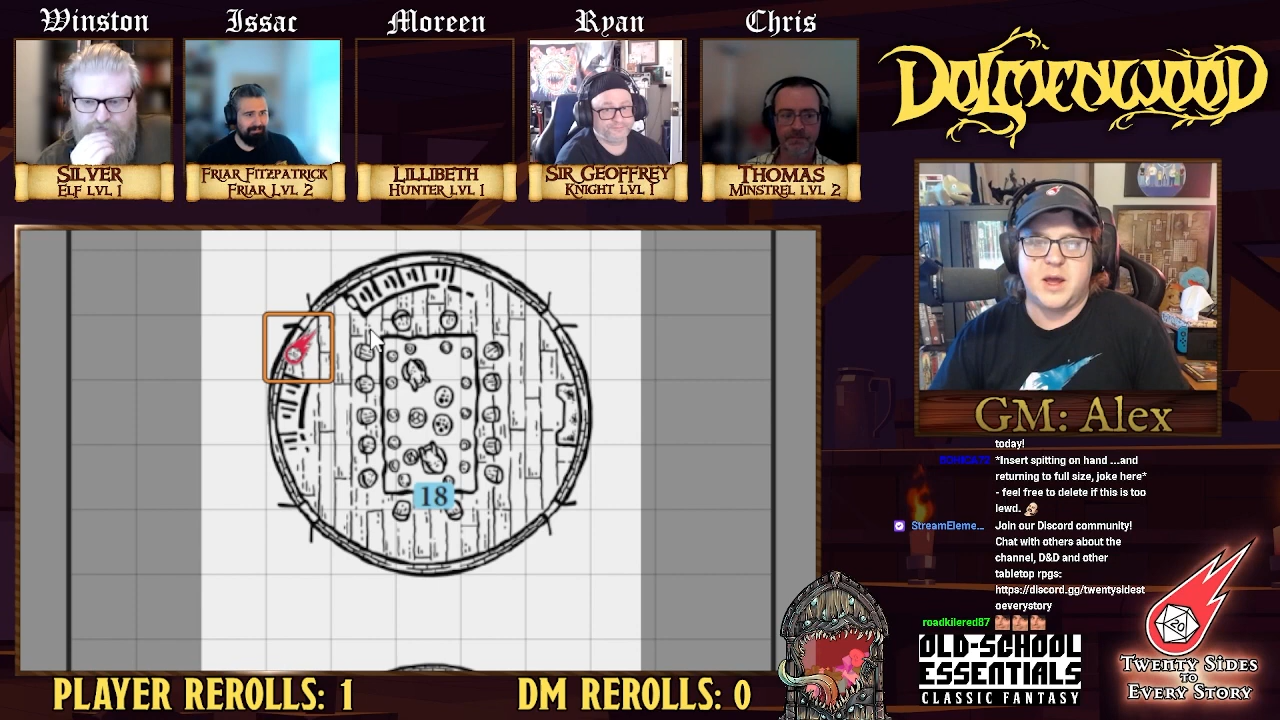 Winston
Issac
Moreen
Ryan
Chris
DOLMENWOOD
SILVER
ELF LVL 1
FRIAR FITZPATRICK
FRIAR LVL 2
LILLIBETH
HUNTER LVL 1
SIR GEOFFREY
KNIGHT LVL 1
THOMAS
MINSTREL LVL 2
18
GM: Alex
today!
*Insert spitting on hand ...and
returning to full size, joke here*
- feel free to delete if this is too
lewd.
StreamEleme...
Join our Discord community!
Chat with others about the
channel, D&D and other
tabletop rpgs:
https://discord.gg/twentysidest
oeverystory
roadkilered87
OLD-SCHOOL
ESSENTIALS
CLASSIC FANTASY
TWENTY SIDES
TO
EVERY STORY
PLAYER REROLLS: 1
DM REROLLS: 0